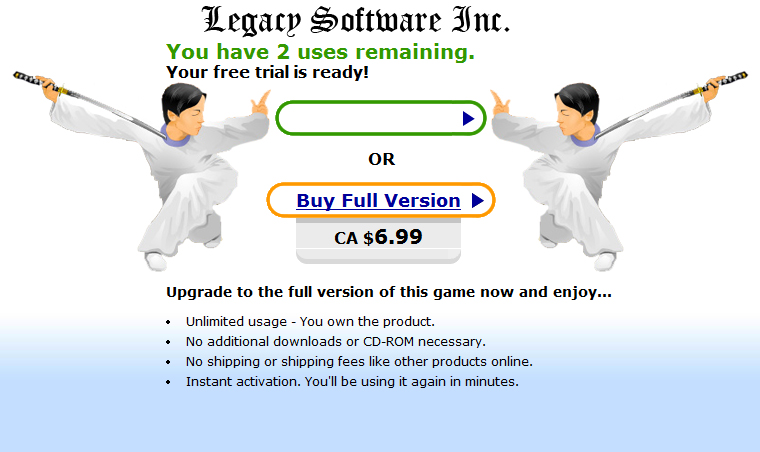 Legacy Software Inc.
You have 2 uses remaining.
Your free trial is ready!
OR
Buy Full Version
CA $6.99
Upgrade to the full version of this game now and enjoy...
• Unlimited usage - You own the product.
• No additional downloads or CD-ROM necessary.
• No shipping or shipping fees like other products online.
• Instant activation. You'll be using it again in minutes.